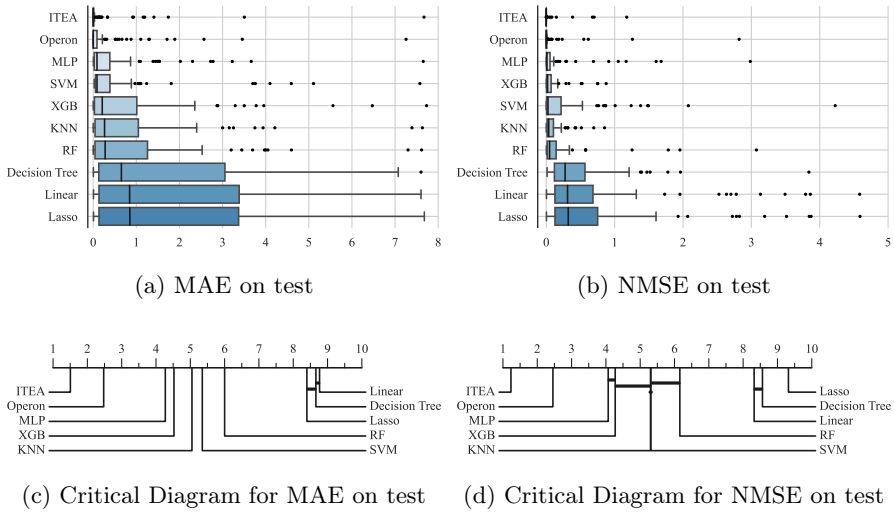 ITEA
Operon
MLP
SVM
XGB
KNN
RF
Decision Tree
Linear
Lasso
0 1 2 3 4 5 6 7 8
(a) MAE on test
ITEA
Operon
MLP
XGB
SVM
KNN
RF
Decision Tree
Linear
Lasso
0 1 2 3 4 5
(b) NMSE on test
1 2 3 4 5 6 7 8 9 10
ITEA Linear
Operon Decision Tree
MLP Lasso
XGB RF
KNN SVM
(c) Critical Diagram for MAE on test
1 2 3 4 5 6 7 8 9 10
ITEA Lasso
Operon Decision Tree
MLP Linear
XGB RF
KNN SVM
(d) Critical Diagram for NMSE on test